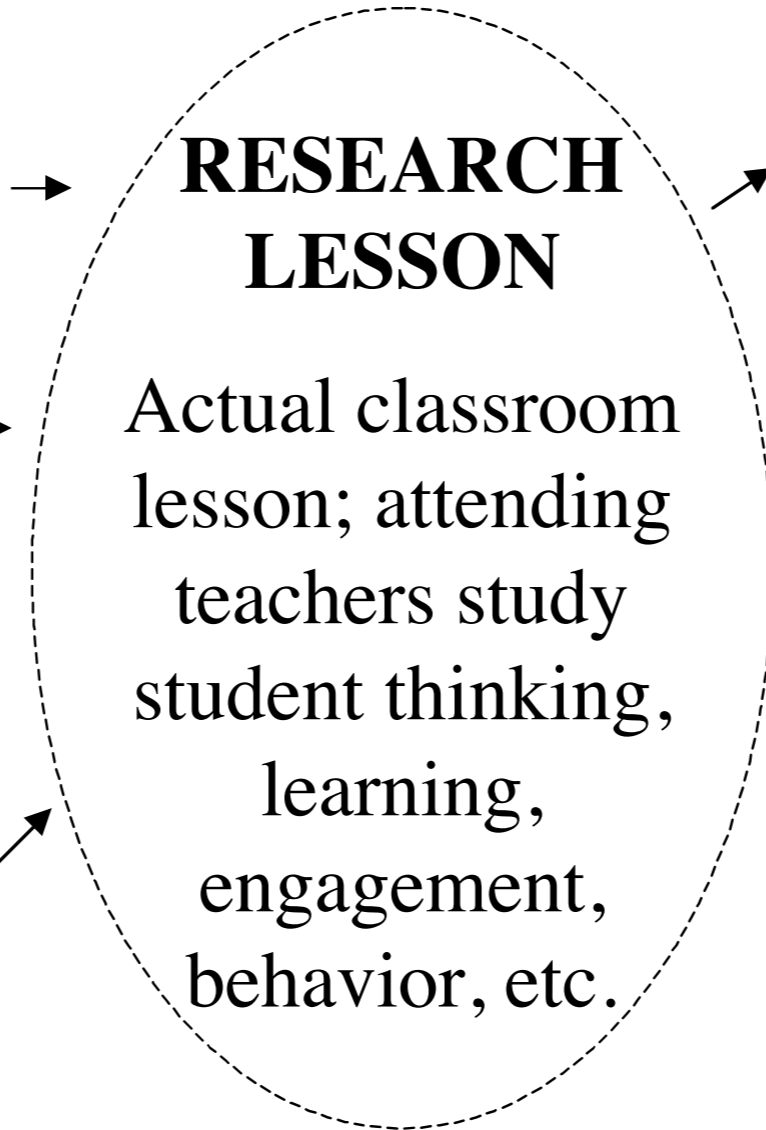 RESEARCH
LESSON
Actual classroom
lesson; attending
teachers study
student thinking,
learning,
engagement,
behavior, etc.